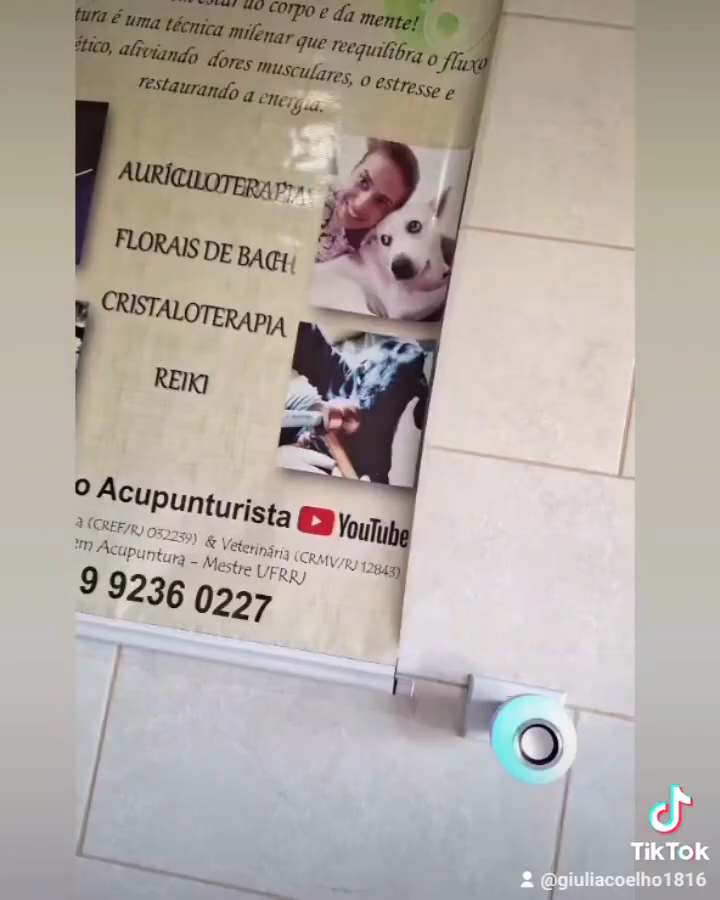 estar do corpo e da mente!
tura é uma técnica milenar que reequilibra o fluxo
ético, aliviando dores musculares, o estresse e
restaurando a energia.
AURÍCULOTERAPIA
FLORAIS DE BACH
CRISTALOTERAPIA
REIKI
o Acupunturista YouTube
a (CREF/RJ 032239) & Veterinária (CRMV/RJ 12843)
em Acupuntura - Mestre UFRRJ
9 9236 0227
TikTok
@giuliacoelho1816